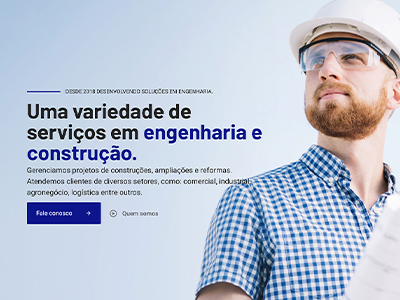 DESDE 2018 DESENVOLVENDO SOLUÇÕES EM ENGENHARIA.
Uma variedade de
serviços em engenharia e
construção.
Gerenciamos projetos de construções, ampliações e reformas.
Atendemos clientes de diversos setores, como: comercial, industrial,
agronegócio, logística entre outros.
Fale conosco → Quem somos